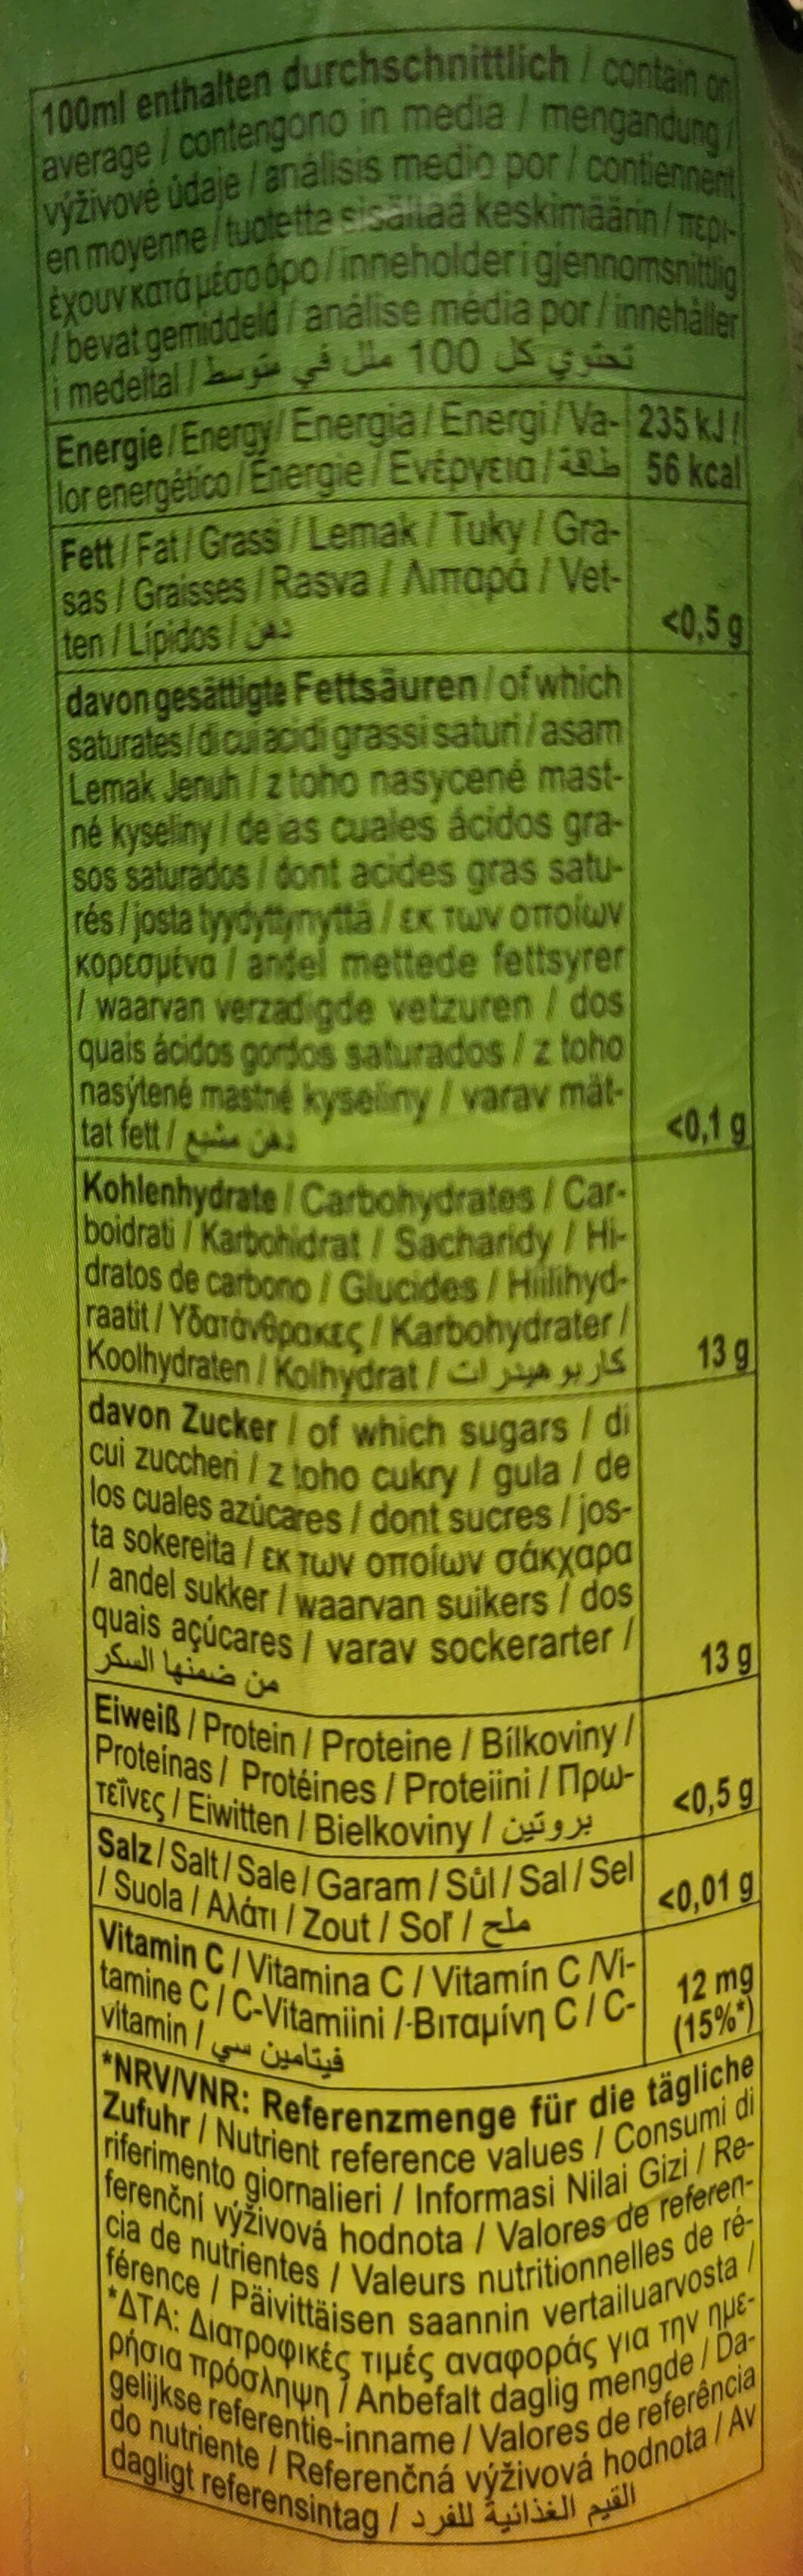 100ml enthalten durchschnittlich / contain on
average / contengono in media / mengandung /
výživové údaje / análisis medio por / contiennent
en moyenne / tuotetta sisältää keskimäärin / περι-
έχουν κατά μέσο όρο / inneholder i gjennomsnittlig
/ bevat gemiddeld / análise média por / innehåller
i medeltal / تحتوي كل 100 ملل في متوسط
Energie / Energy / Energia / Energi / Va- 235 kJ /
lor energético / Énergie / Ενέργεια / طاقة 56 kcal
Fett / Fat / Grassi / Lemak / Tuky / Gra-
sas / Graisses / Rasva / Λιπαρά / Vet-
ten / Lípidos / دهن <0,5 g
davon gesättigte Fettsäuren / of which
saturates / di cui acidi grassi saturi / asam
Lemak Jenuh / z toho nasycené mast-
né kyseliny / de las cuales ácidos gra-
sos saturados / dont acides gras satu-
rés / josta tyydyttynyttä / εκ των οποίων
κορεσμένα / andel mettede fettsyrer
/ waarvan verzadigde vetzuren / dos
quais ácidos gordos saturados / z toho
nasýtené mastné kyseliny / varav mät-
tat fett / دهن مشبع <0,1 g
Kohlenhydrate / Carbohydrates / Car-
boidrati / Karbohidrat / Sacharidy / Hi-
dratos de carbono / Glucides / Hiilihyd-
raatit / Υδατάνθρακες / Karbohydrater /
Koolhydraten / Kolhydrat / كاربو هيدرات 13 g
davon Zucker / of which sugars / di
cui zuccheri / z toho cukry / gula / de
los cuales azúcares / dont sucres / jos-
ta sokereita / εκ των οποίων σάκχαρα
/ andel sukker / waarvan suikers / dos
quais açúcares / varav sockerarter /
من ضمنها السكر 13 g
Eiweiß / Protein / Proteine / Bílkoviny /
Proteínas / Protéines / Proteiini / Πρω-
τεΐνες / Eiwitten / Bielkoviny / بروتين <0,5 g
Salz / Salt / Sale / Garam / Sůl / Sal / Sel
/ Suola / Αλάτι / Zout / Soľ / ملح <0,01 g
Vitamin C / Vitamina C / Vitamín C /Vi-
tamine C / C-Vitamiini /-Βιταμίνη C / C- 12 mg
vitamin / فيتامين سي (15%*)
*NRV/VNR: Referenzmenge für die tägliche
Zufuhr / Nutrient reference values / Consumi di
riferimento giornalieri / Informasi Nilai Gizi / Re-
ferenční výživová hodnota / Valores de referen-
cia de nutrientes / Valeurs nutritionnelles de ré-
férence / Päivittäisen saannin vertailuarvosta /
*ΔΤΑ: Διατροφικές τιμές αναφοράς για την ημε-
ρήσια πρόσληψη / Anbefalt daglig mengde / Da-
gelijkse referentie-inname / Valores de referência
do nutriente / Referenčná výživová hodnota / Av
dagligt referensintag / القيم الغذائية للفرد